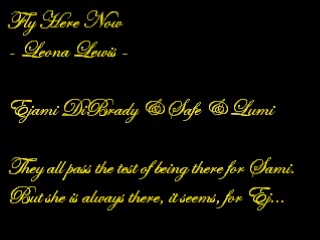 Fly Here Now
- Leona Lewis -
Ejami DiBrady & Safe & Lumi
They all pass the test of being there for Sami.
But she is always there, it seems, for Ej...